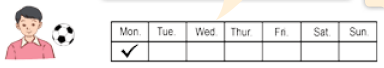 Mon. Tue. Wed. Thur. Fri. Sat. Sun.
✓